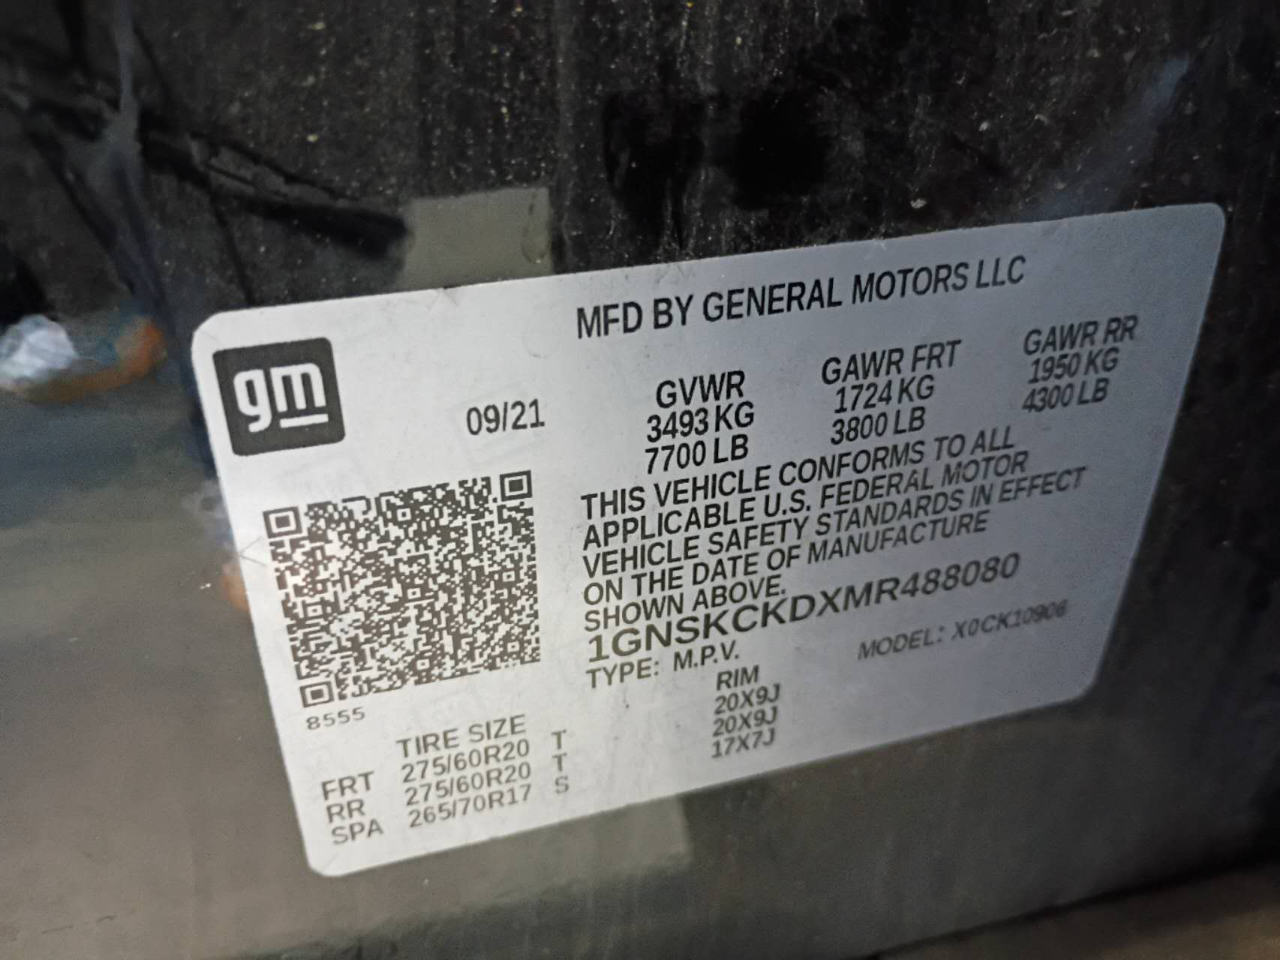 MFD BY GENERAL MOTORS LLC
gm
09/21
GVWR GAWR FRT GAWR RR
3493 KG 1724 KG 1950 KG
7700 LB 3800 LB 4300 LB
THIS VEHICLE CONFORMS TO ALL
APPLICABLE U.S. FEDERAL MOTOR
VEHICLE SAFETY STANDARDS IN EFFECT
ON THE DATE OF MANUFACTURE
SHOWN ABOVE.
1GNSKCKDXMR488080
TYPE: M.P.V. MODEL: X0CK10906
8555
TIRE SIZE RIM
FRT 275/60R20 T 20X9J
RR 275/60R20 T 20X9J
SPA 265/70R17 S 17X7J